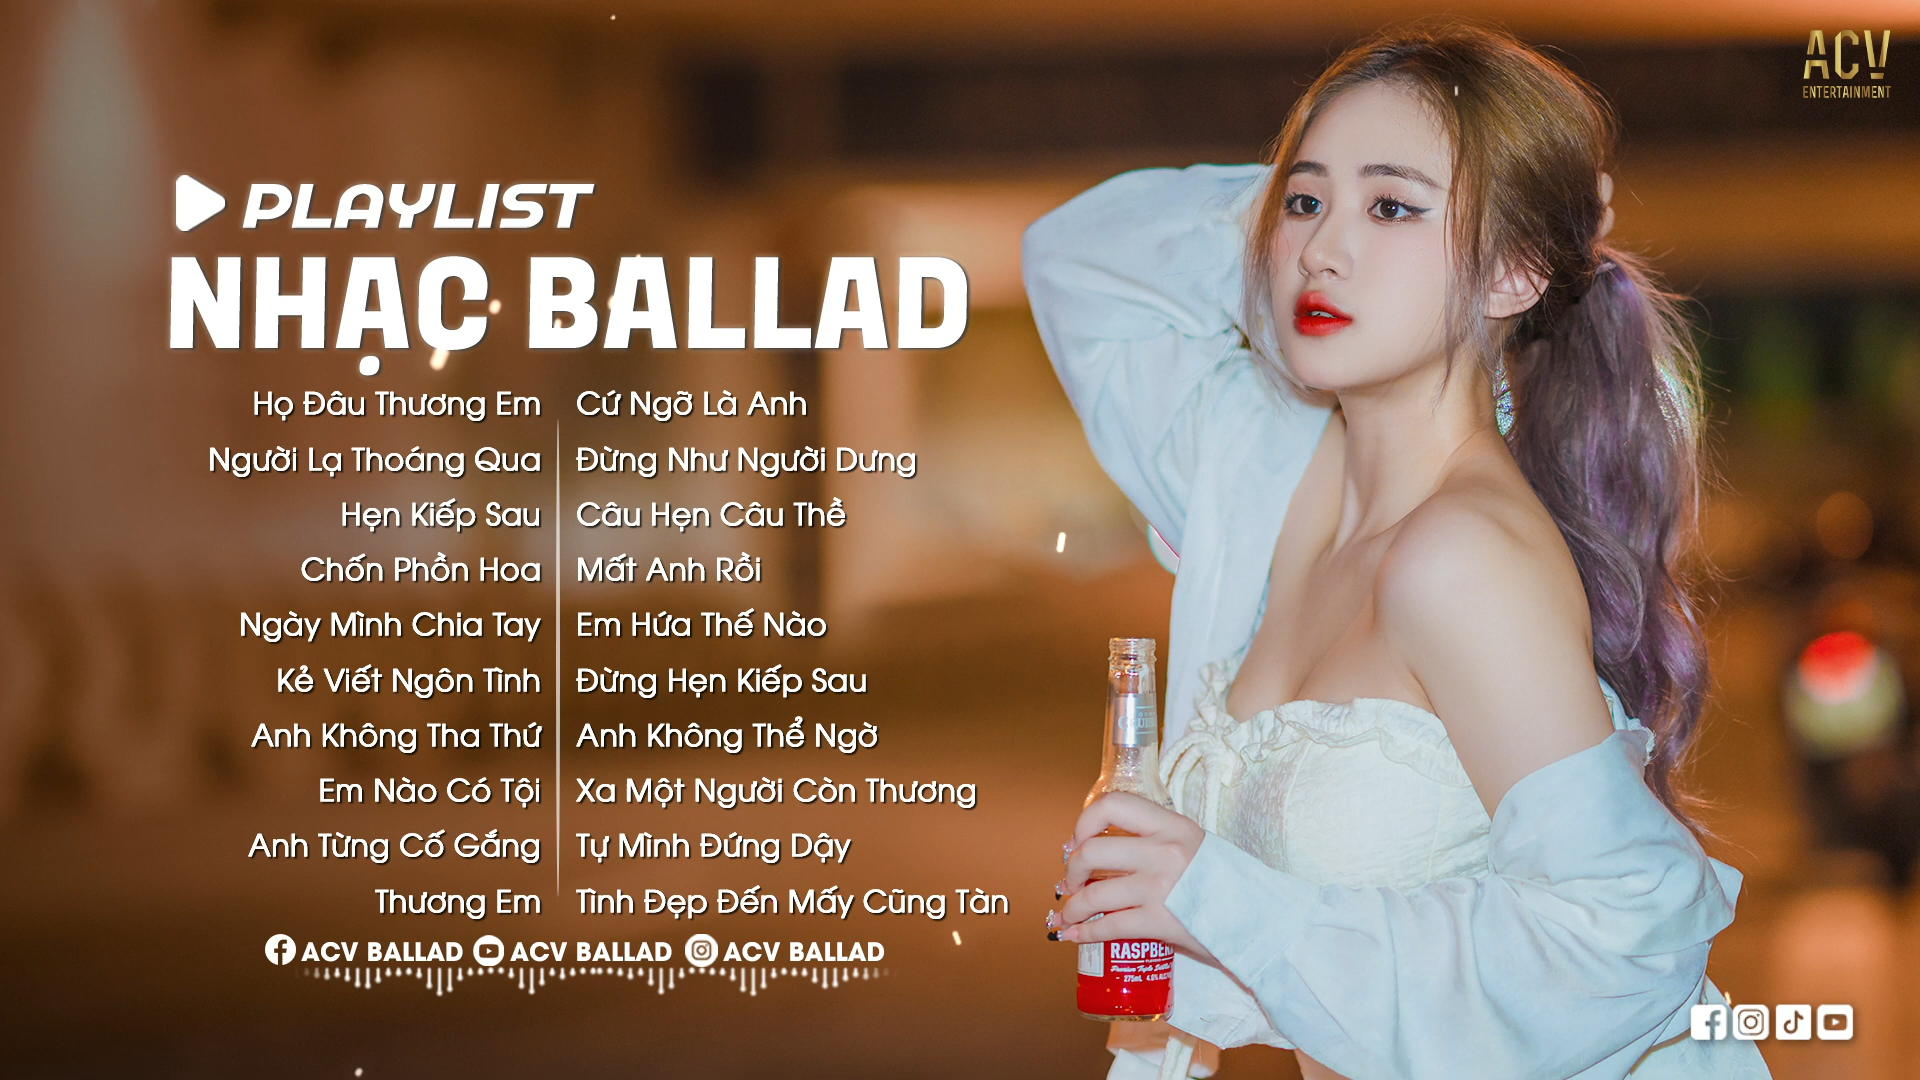 ACV
ENTERTAINMENT
PLAYLIST
NHẠC BALLAD
Họ Đâu Thương Em
Người Lạ Thoáng Qua
Hẹn Kiếp Sau
Chốn Phồn Hoa
Ngày Mình Chia Tay
Kẻ Viết Ngôn Tình
Anh Không Tha Thứ
Em Nào Có Tội
Anh Từng Cố Gắng
Thương Em
Cứ Ngỡ Là Anh
Đừng Như Người Dưng
Câu Hẹn Câu Thề
Mất Anh Rồi
Em Hứa Thế Nào
Đừng Hẹn Kiếp Sau
Anh Không Thể Ngờ
Xa Một Người Còn Thương
Tự Mình Đứng Dậy
Tình Đẹp Đến Mấy Cũng Tàn
ACV BALLAD ACV BALLAD ACV BALLAD
275mL